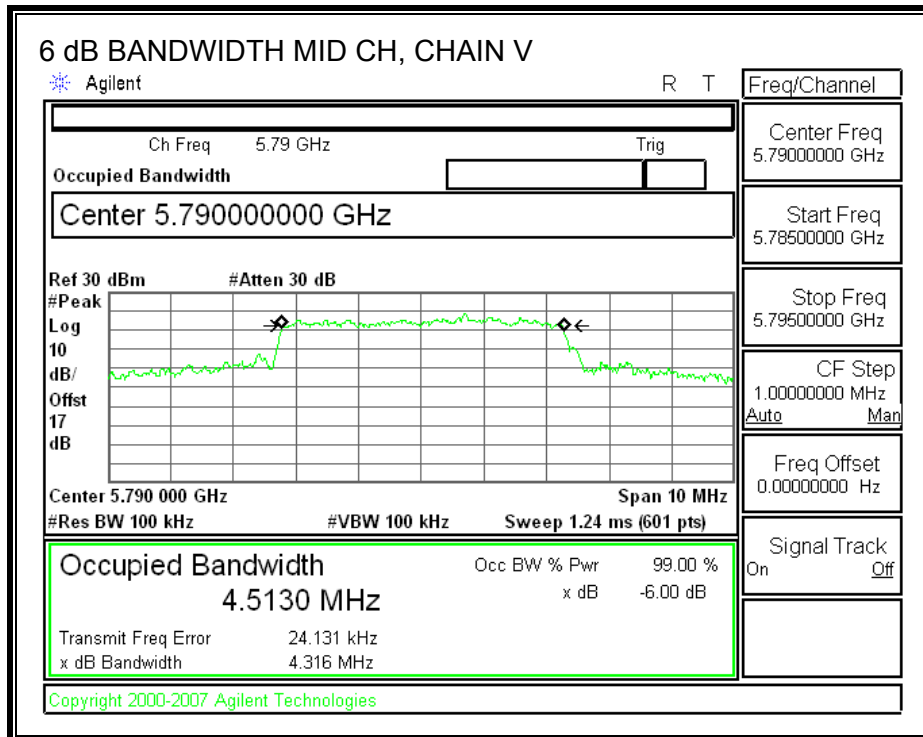 6 dB BANDWIDTH MID CH, CHAIN V
Agilent R T
Ch Freq 5.79 GHz Trig
Occupied Bandwidth
Center 5.790000000 GHz
Ref 30 dBm #Atten 30 dB
#Peak
Log
10
dB/
Offst
17
dB
Center 5.790 000 GHz Span 10 MHz
#Res BW 100 kHz #VBW 100 kHz Sweep 1.24 ms (601 pts)
Occupied Bandwidth Occ BW % Pwr 99.00 %
4.5130 MHz x dB -6.00 dB
Transmit Freq Error 24.131 kHz
x dB Bandwidth 4.316 MHz
Copyright 2000-2007 Agilent Technologies
Freq/Channel
Center Freq
5.79000000 GHz
Start Freq
5.78500000 GHz
Stop Freq
5.79500000 GHz
CF Step
1.00000000 MHz
Auto Man
Freq Offset
0.00000000 Hz
Signal Track
On Off